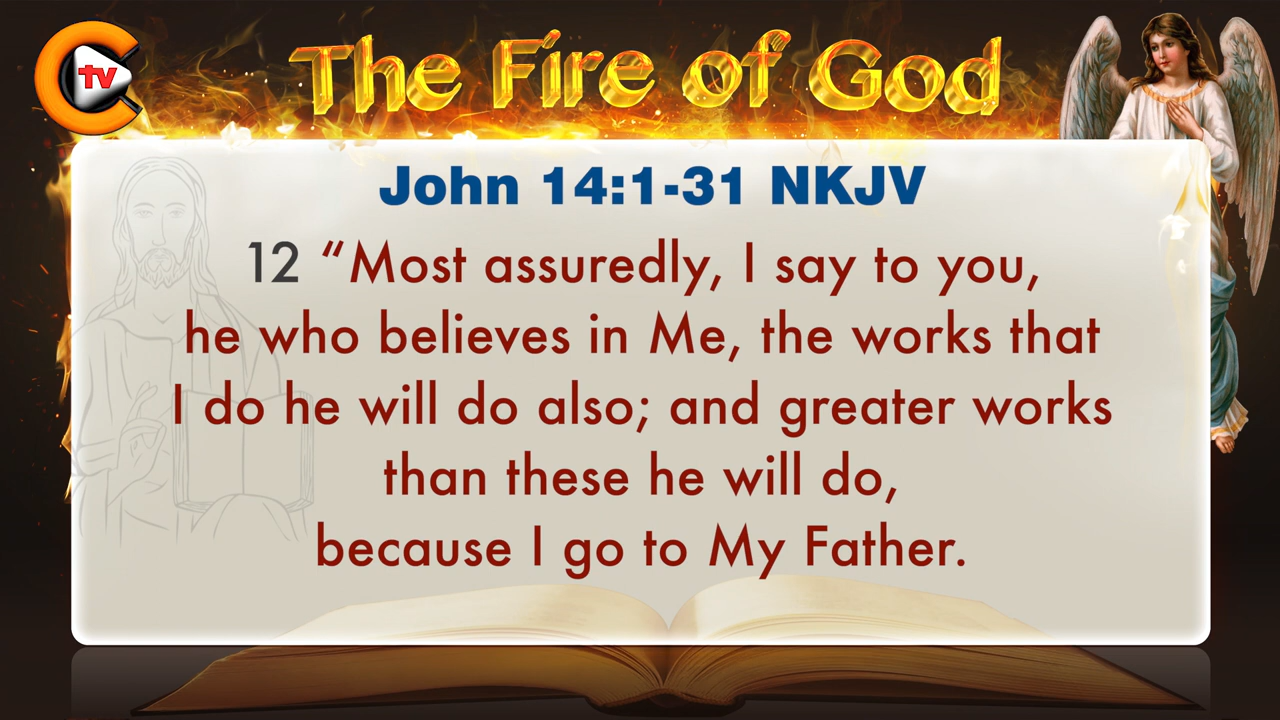 tv
The Fire of God
John 14:1-31 NKJV
12 “Most assuredly, I say to you,
he who believes in Me, the works that
I do he will do also; and greater works
than these he will do,
because I go to My Father.